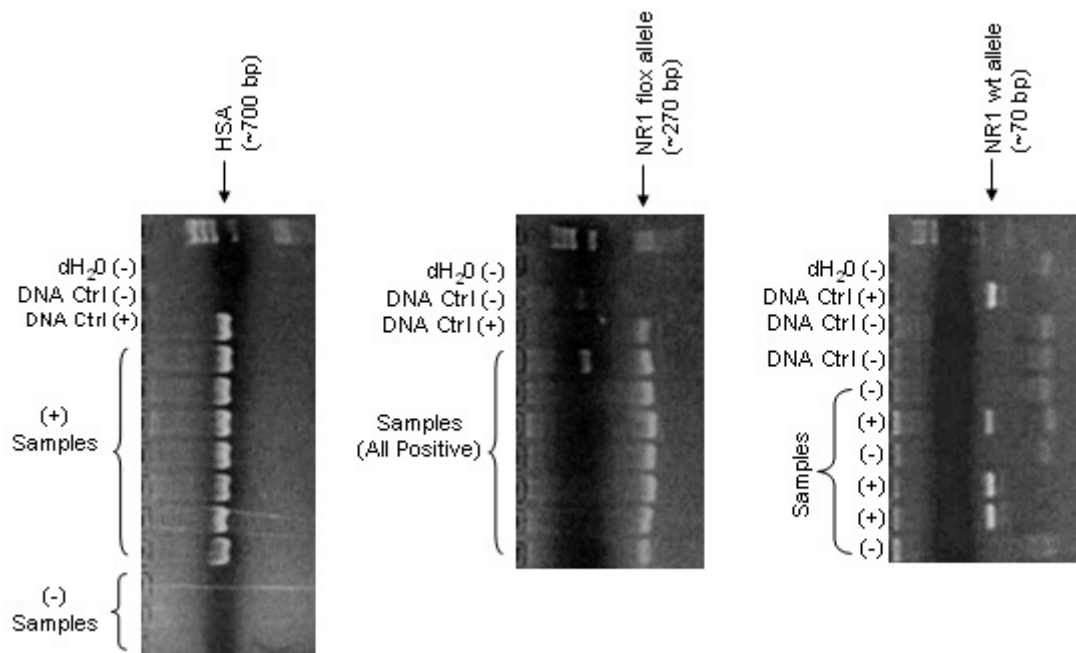 HSA
(~700 bp)
dH₂0 (-)
DNA Ctrl (-)
DNA Ctrl (+)
(+)
Samples
(-)
Samples
NR1 flox allele
(~270 bp)
dH₂0 (-)
DNA Ctrl (-)
DNA Ctrl (+)
Samples
(All Positive)
NR1 wt allele
(~70 bp)
dH₂0 (-)
DNA Ctrl (+)
DNA Ctrl (-)
DNA Ctrl (-)
Samples
(-)
(+)
(-)
(+)
(+)
(-)